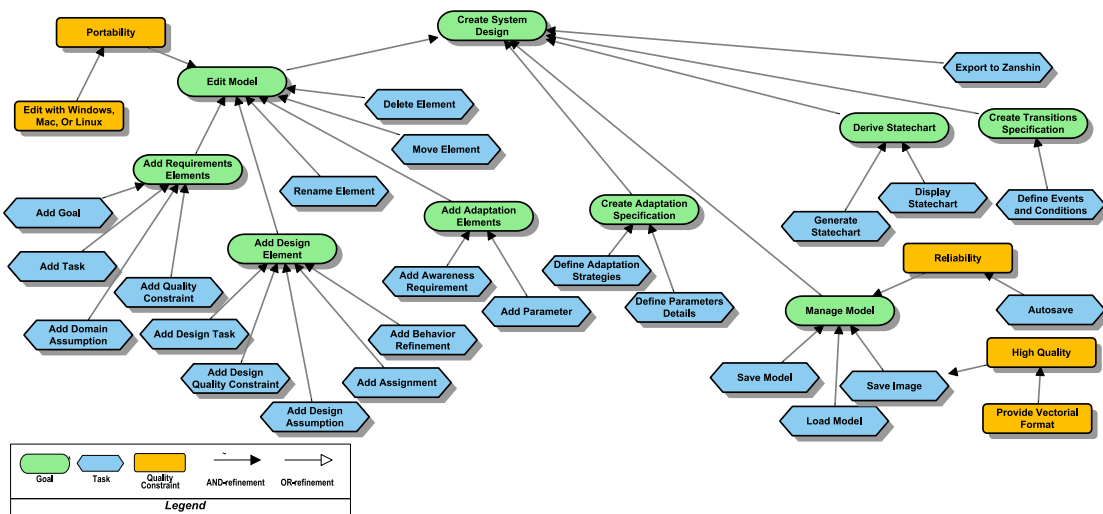 Create System
Design
Portability
Edit Model
Export to Zanshin
Edit with Windows,
Mac, Or Linux
Delete Element
Move Element
Derive Statechart
Create Transitions
Specification
Add Requirements
Elements
Rename Element
Display
Statechart
Define Events
and Conditions
Add Goal
Add Adaptation
Elements
Create Adaptation
Specification
Generate
Statechart
Add Design
Element
Add Task
Add Quality
Constraint
Add Awareness
Requirement
Define Adaptation
Strategies
Reliability
Add Domain
Assumption
Add Design Task
Add Behavior
Refinement
Add Parameter
Define Parameters
Details
Manage Model
Autosave
Add Design
Quality Constraint
Add Assignment
Add Design
Assumption
Save Model
Save Image
High Quality
Load Model
Provide Vectorial
Format
Goal
Task
Quality
Constraint
AND-refinement
OR-refinement
Legend